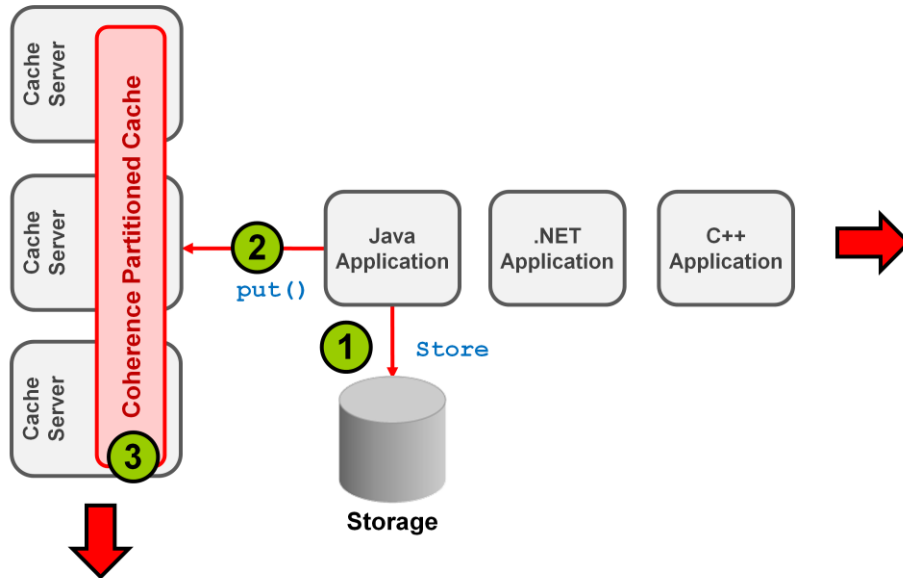 Cache
Server
Cache
Server
Cache
Server
Coherence Partitioned Cache
3
2
put()
Java
Application
.NET
Application
C++
Application
1
Store
Storage